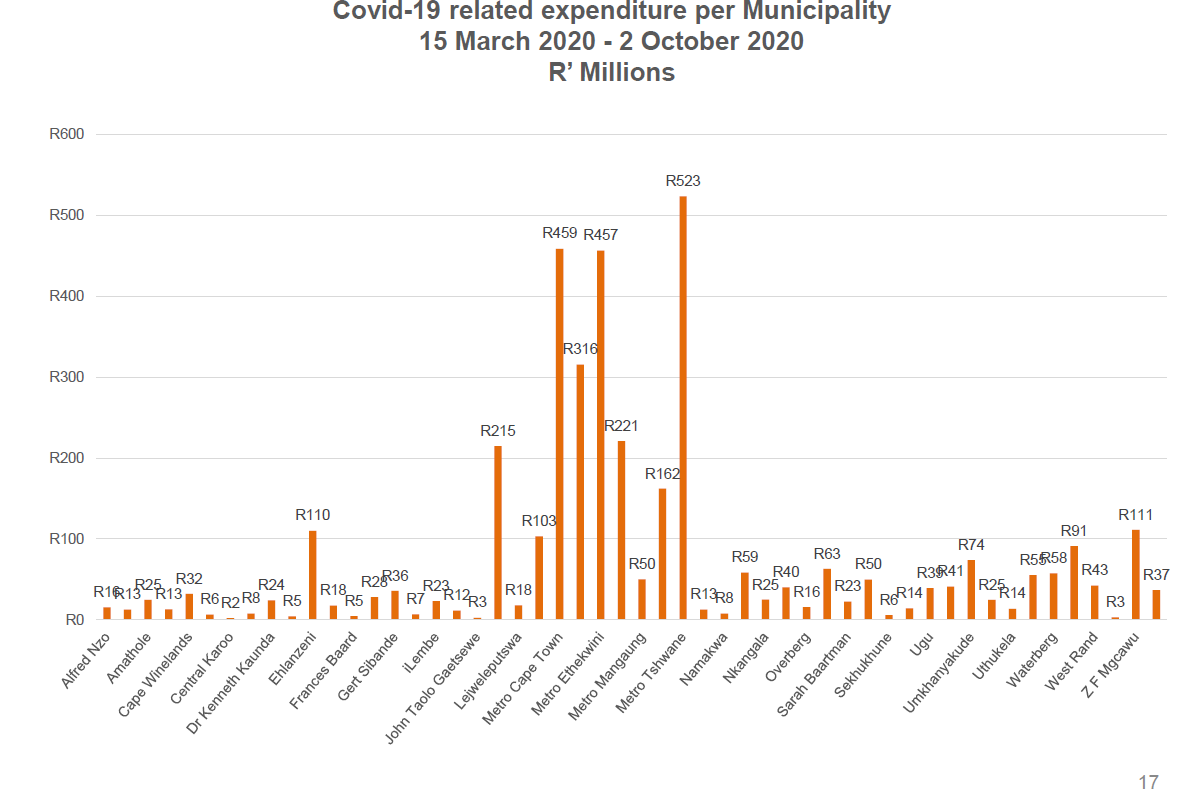 Covid-19 related expenditure per Municipality
15 March 2020 - 2 October 2020
R' Millions
R600
R500
R400
R300
R200
R100
R0
R16
R13
R25
R13
R32
R6
R2
R8
R24
R5
R110
R18
R5
R28
R36
R7
R23
R12
R3
R215
R18
R103
R459
R316
R457
R221
R50
R162
R523
R13
R8
R59
R25
R40
R16
R63
R23
R50
R6
R14
R39
R41
R74
R25
R14
R55
R58
R91
R43
R3
R111
R37
Alfred Nzo
Amathole
Cape Winelands
Central Karoo
Dr Kenneth Kaunda
Ehlanzeni
Frances Baard
Gert Sibande
iLembe
John Taolo Gaetsewe
Lejweleputswa
Metro Cape Town
Metro Ethekwini
Metro Mangaung
Metro Tshwane
Namakwa
Nkangala
Overberg
Sarah Baartman
Sekhukhune
Ugu
Umkhanyakude
Uthukela
Waterberg
West Rand
Z F Mgcawu
17